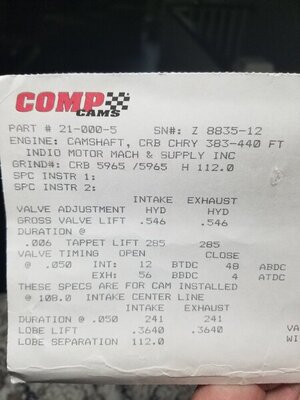 COMP
CAMS
PART # 21-000-5 SN#: Z 8835-12
ENGINE: CAMSHAFT, CRB CHRY 383-440 FT
INDIO MOTOR MACH & SUPPLY INC
GRIND#: CRB 5965 /5965 H 112.0
SPC INSTR 1:
SPC INSTR 2:
INTAKE EXHAUST
VALVE ADJUSTMENT HYD HYD
GROSS VALVE LIFT .546 .546
DURATION @
.006 TAPPET LIFT 285 285
VALVE TIMING OPEN CLOSE
@ .050 INT: 12 BTDC 48 ABDC
EXH: 56 BBDC 4 ATDC
THESE SPECS ARE FOR CAM INSTALLED
@ 108.0 INTAKE CENTER LINE
INTAKE EXHAUST
DURATION @ .050 241 241
LOBE LIFT .3640 .3640
LOBE SEPARATION 112.0
VA
WI